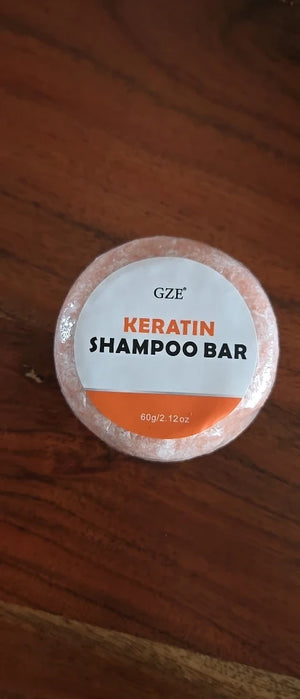 GZE®
KERATIN
SHAMPOO BAR
60g/2.12oz